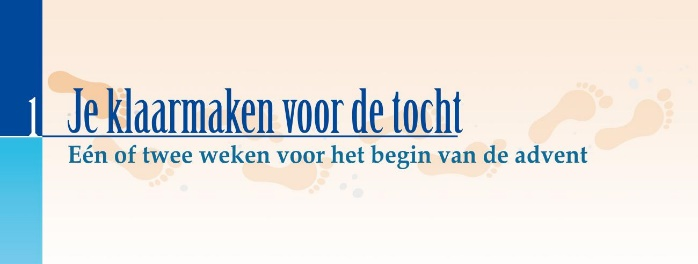 1
Je klaarmaken voor de tocht
Eén of twee weken voor het begin van de advent